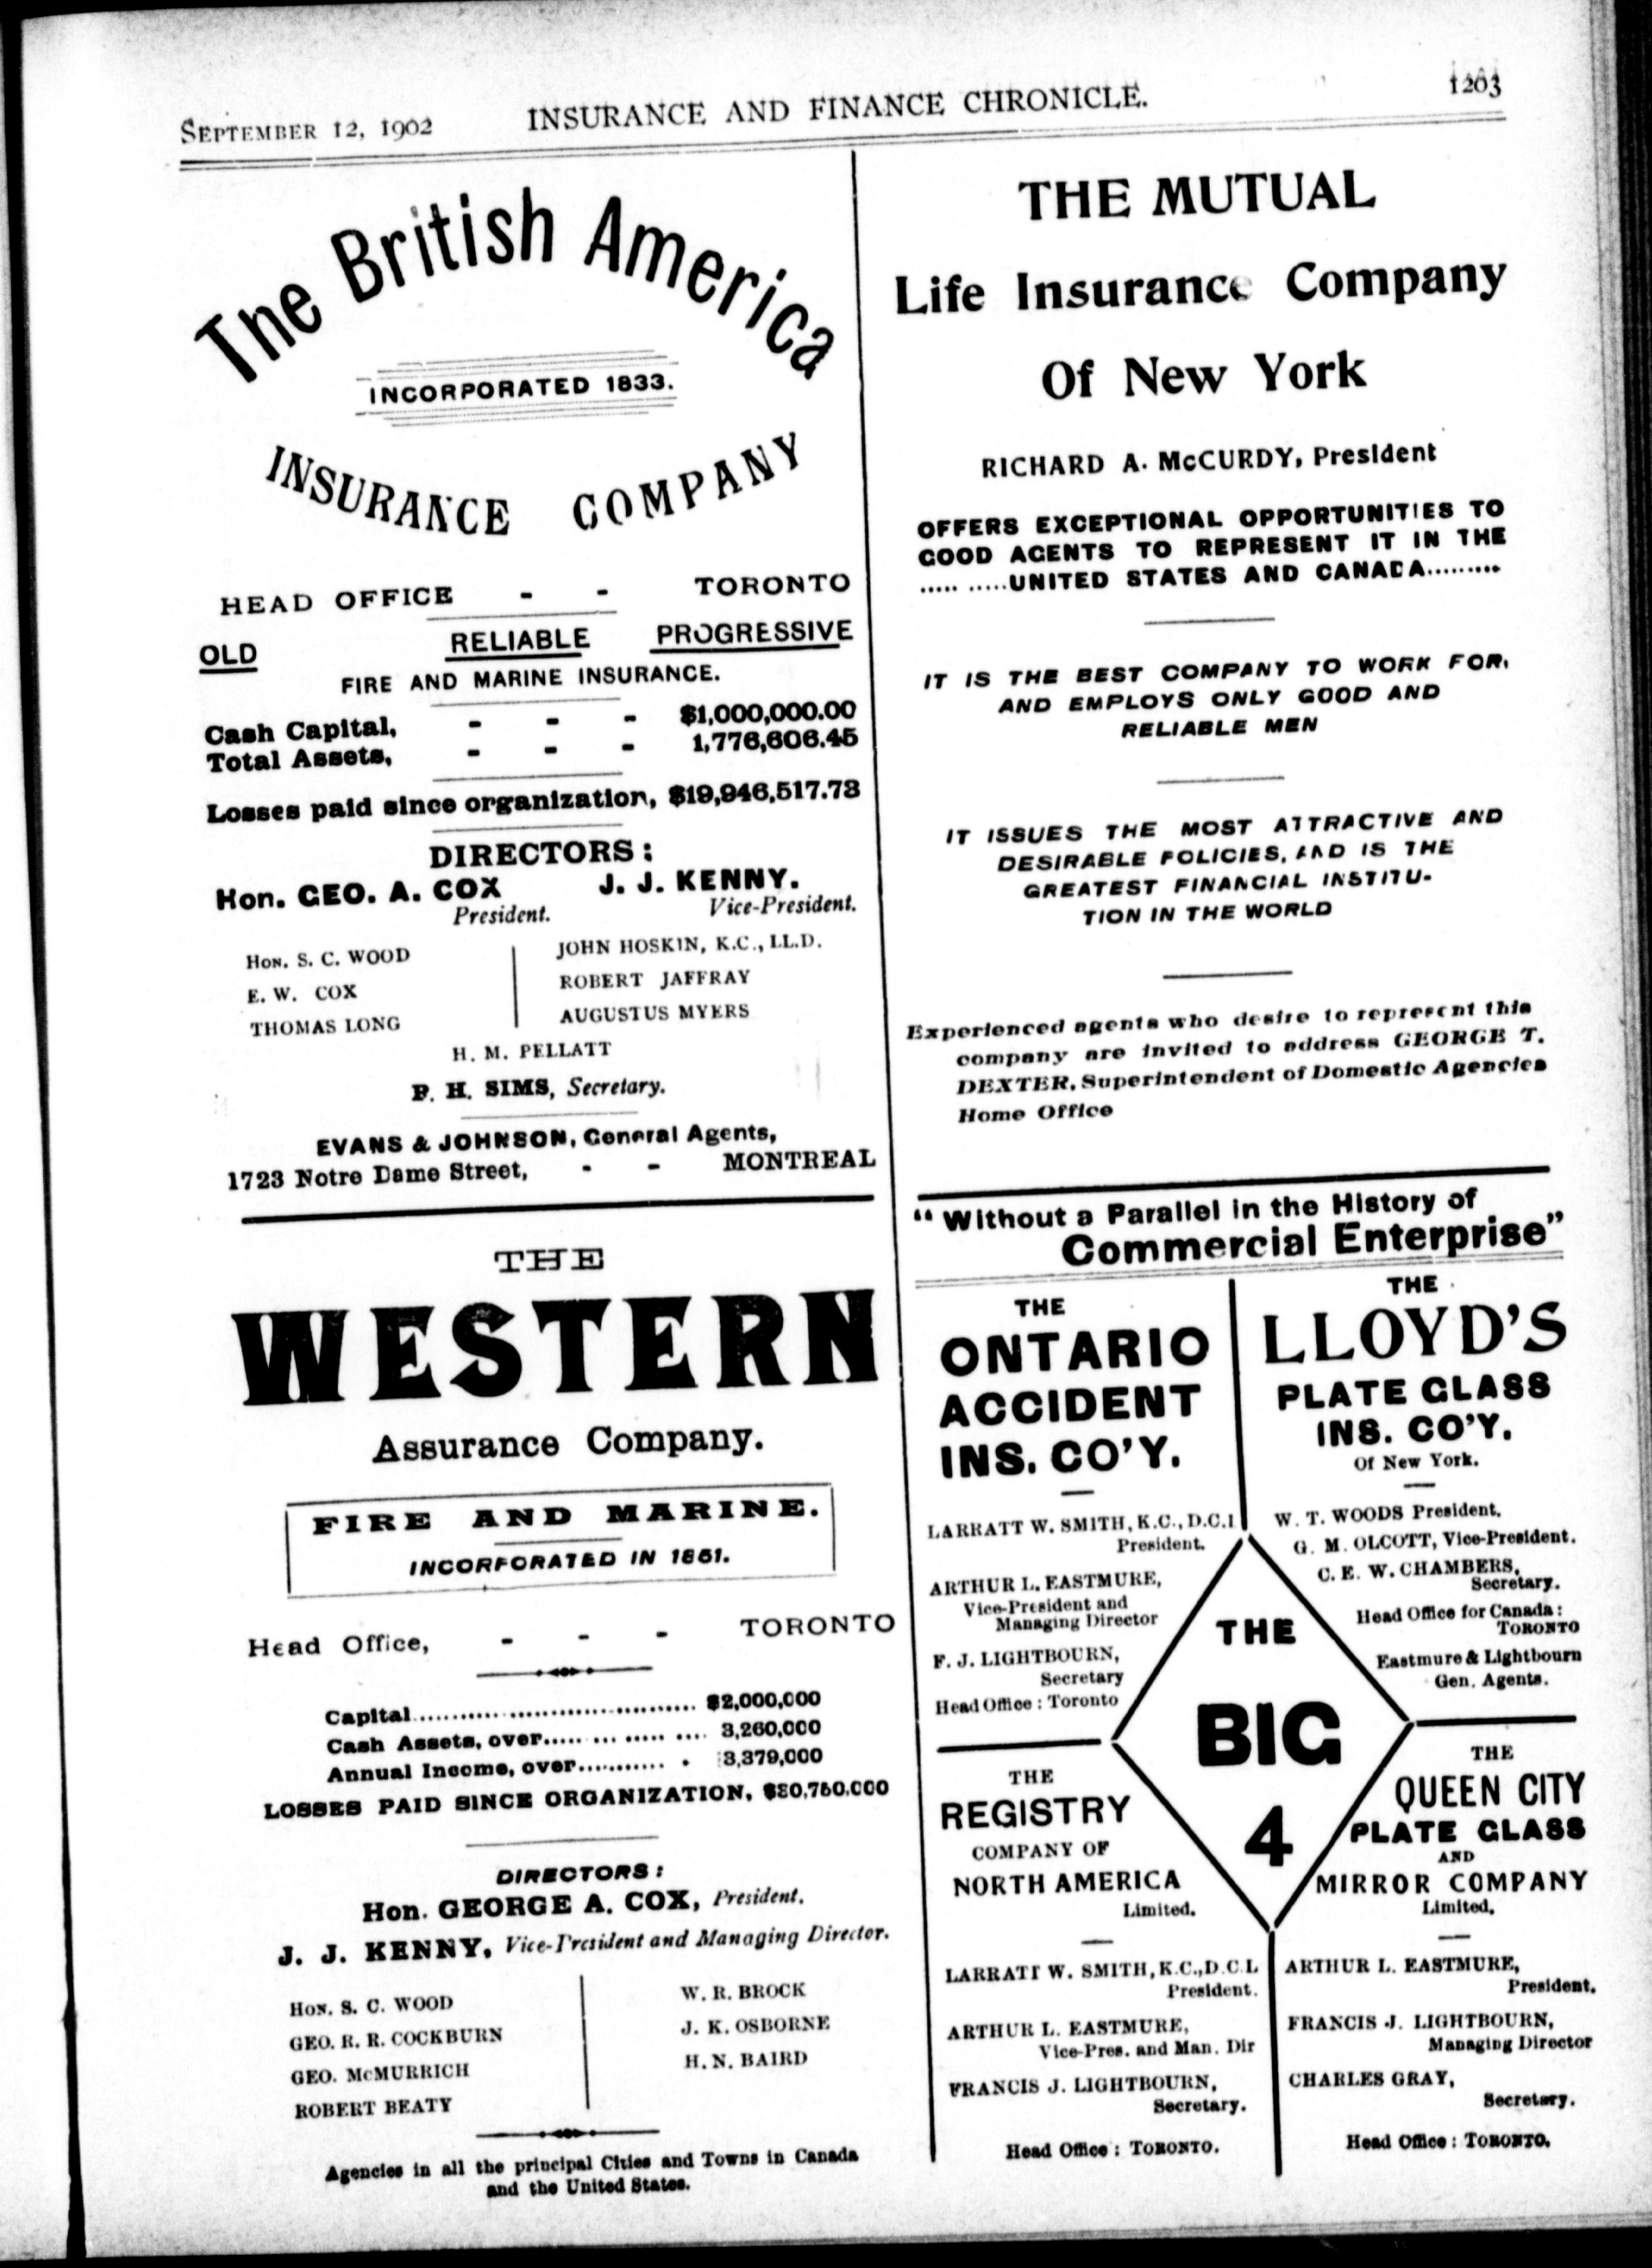 SEPTEMBER 12, 1902 INSURANCE AND FINANCE CHRONICLE. 1203
The British America
INCORPORATED 1833.
INSURANCE COMPANY
HEAD OFFICE - - TORONTO
OLD RELIABLE PROGRESSIVE
FIRE AND MARINE INSURANCE.
Cash Capital, - - - $1,000,000.00
Total Assets, - - - 1,776,606.45
Losses paid since organization, $19,946,517.73
DIRECTORS:
Hon. GEO. A. COX J. J. KENNY.
President. Vice-President.
HON. S. C. WOOD JOHN HOSKIN, K.C., LL.D.
E. W. COX ROBERT JAFFRAY
THOMAS LONG AUGUSTUS MYERS
H. M. PELLATT
P. H. SIMS, Secretary.
EVANS & JOHNSON, General Agents,
1723 Notre Dame Street, - - MONTREAL
THE
WESTERN
Assurance Company.
FIRE AND MARINE.
INCORPORATED IN 1851.
Head Office, - - - TORONTO
Capital.................................... $2,000,000
Cash Assets, over..... ... ..... .... 3,260,000
Annual Income, over........... . 3,379,000
LOSSES PAID SINCE ORGANIZATION,
DIRECTORS:
Hon. GEORGE A. COX, President.
J. J. KENNY, Vice-President and Managing Director.
HON. S. C. WOOD W. R. BROCK
GEO. R. R. COCKBURN J. K. OSBORNE
GEO. McMURRICH H. N. BAIRD
ROBERT BEATY
Agencies in all the principal Cities and Towns in Canada
and the United States.
THE MUTUAL
Life Insurance Company
Of New York
RICHARD A. McCURDY, President
OFFERS EXCEPTIONAL OPPORTUNITIES TO
GOOD AGENTS TO REPRESENT IT IN THE
..... .....UNITED STATES AND CANADA.........
IT IS THE BEST COMPANY TO WORK FOR,
AND EMPLOYS ONLY GOOD AND
RELIABLE MEN
IT ISSUES THE MOST ATTRACTIVE AND
DESIRABLE POLICIES, AND IS THE
GREATEST FINANCIAL INSTITU-
TION IN THE WORLD
Experienced agents who desire to represent this
company are invited to address GEORGE T.
DEXTER, Superintendent of Domestic Agencies
Home Office
"Without a Parallel in the History of
Commercial Enterprise"
THE
ONTARIO
ACCIDENT
INS. CO'Y.
LARRATT W. SMITH, K.C., D.C.L
President.
ARTHUR L. EASTMURE,
Vice-President and
Managing Director
F. J. LIGHTBOURN,
Secretary
Head Office: Toronto
THE
LLOYD'S
PLATE GLASS
INS. CO'Y.
Of New York.
W. T. WOODS President.
G. M. OLCOTT, Vice-President.
C. E. W. CHAMBERS,
Secretary.
Head Office for Canada:
TORONTO
Eastmure & Lightbourn
Gen. Agents.
THE
BIG
4
THE
REGISTRY
COMPANY OF
NORTH AMERICA
Limited.
LARRATT W. SMITH, K.C., D.C.L
President.
ARTHUR L. EASTMURE,
Vice-Pres. and Man. Dir
FRANCIS J. LIGHTBOURN,
Secretary.
Head Office: TORONTO.
THE
QUEEN CITY
PLATE GLASS
AND
MIRROR COMPANY
Limited.
ARTHUR L. EASTMURE,
President.
FRANCIS J. LIGHTBOURN,
Managing Director
CHARLES GRAY,
Secretary.
Head Office: TORONTO.